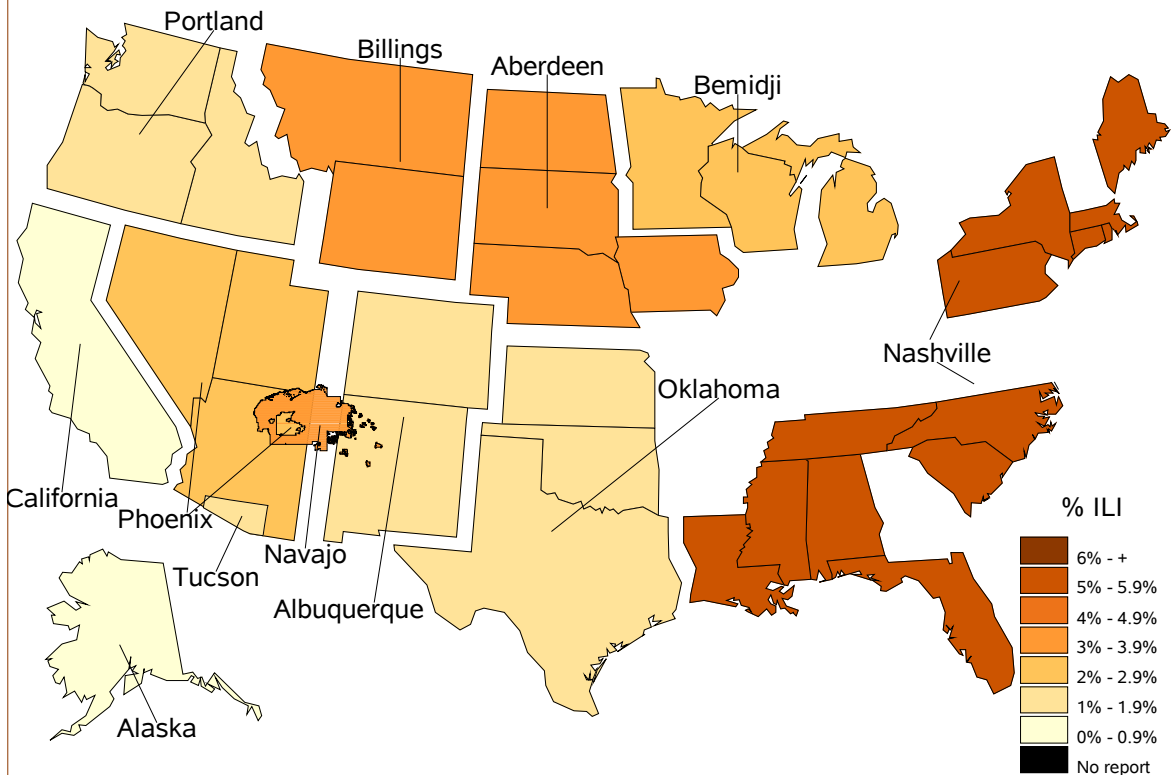 Portland
Billings
Aberdeen
Bemidji
Nashville
Oklahoma
California
Phoenix
Navajo
Tucson
Albuquerque
Alaska
% ILI
6% - +
5% - 5.9%
4% - 4.9%
3% - 3.9%
2% - 2.9%
1% - 1.9%
0% - 0.9%
No report